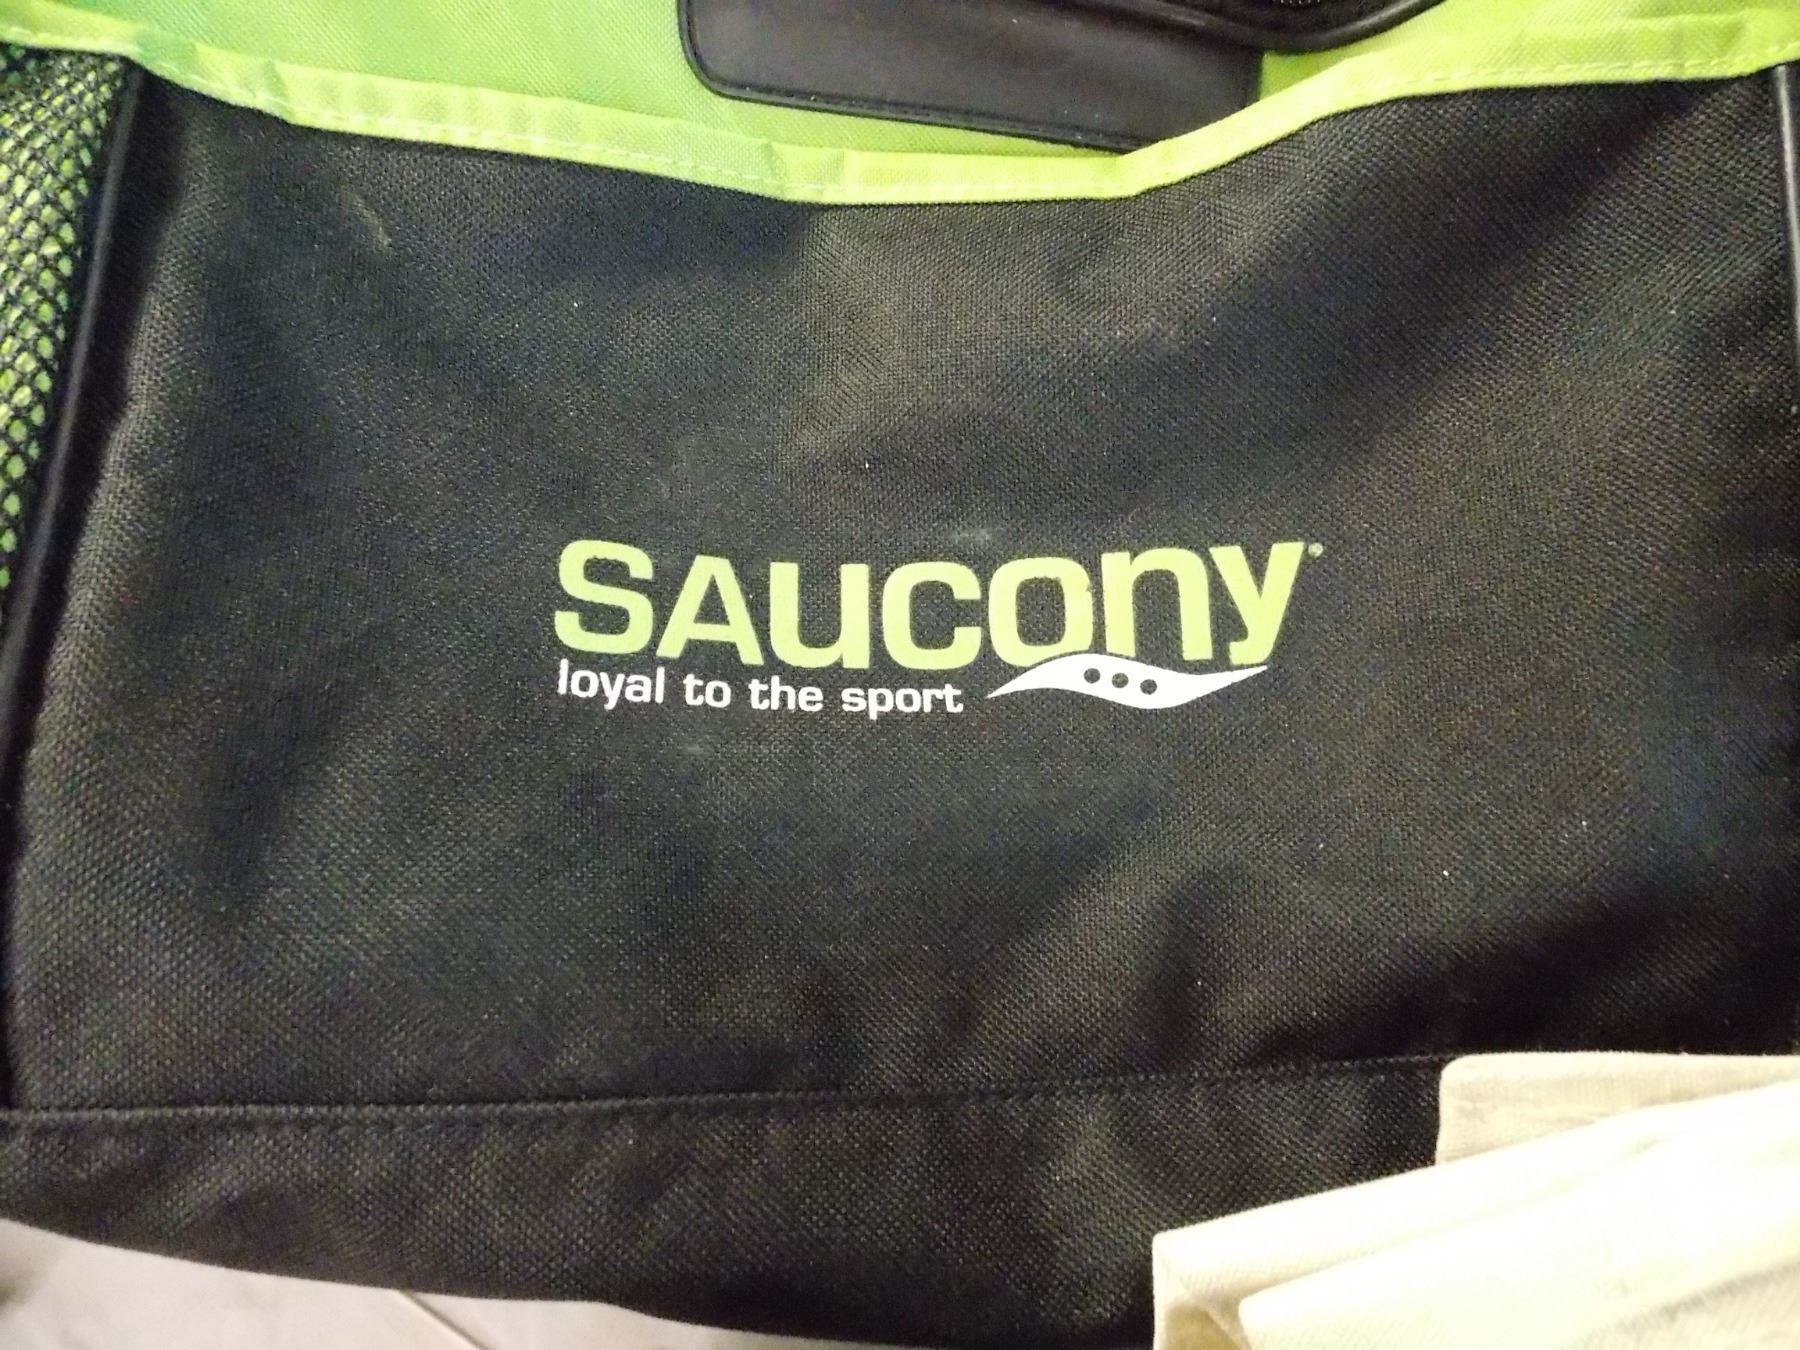 SAucony
loyal to the sport